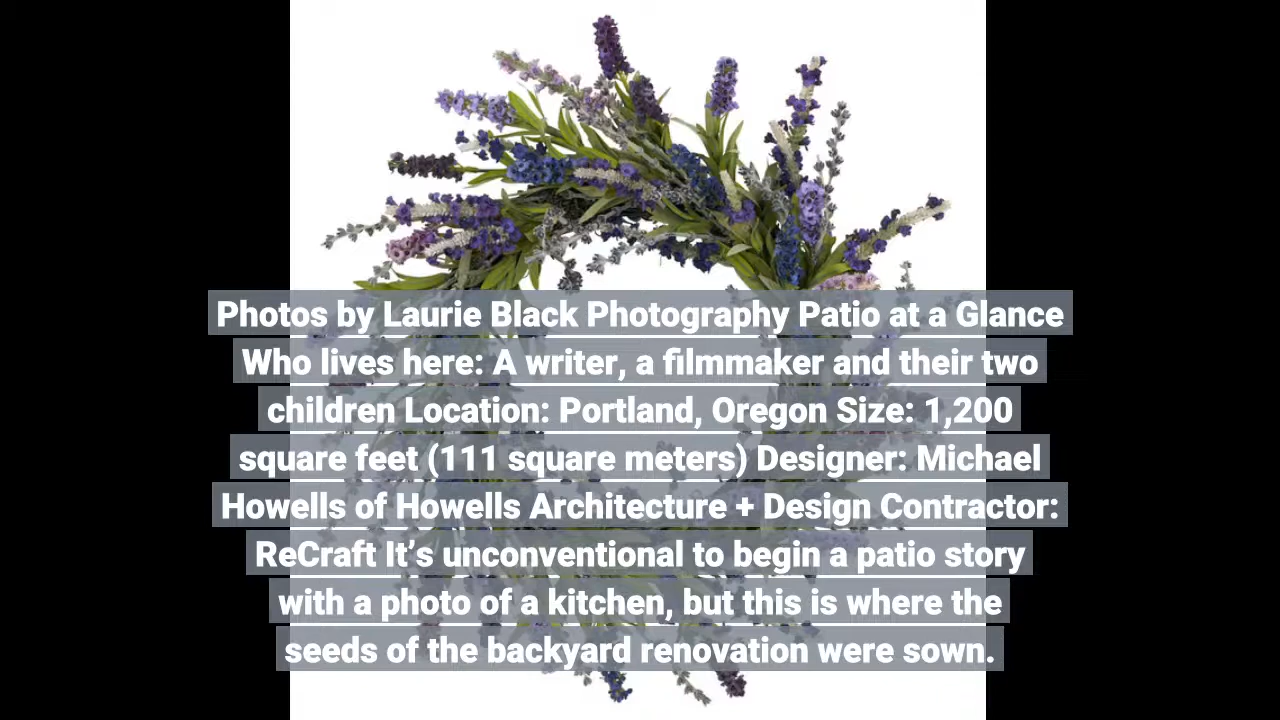 Photos by Laurie Black Photography Patio at a Glance
Who lives here: A writer, a filmmaker and their two
children Location: Portland, Oregon Size: 1,200
square feet (111 square meters) Designer: Michael
Howells of Howells Architecture + Design Contractor:
ReCraft It’s unconventional to begin a patio story
with a photo of a kitchen, but this is where the
seeds of the backyard renovation were sown.